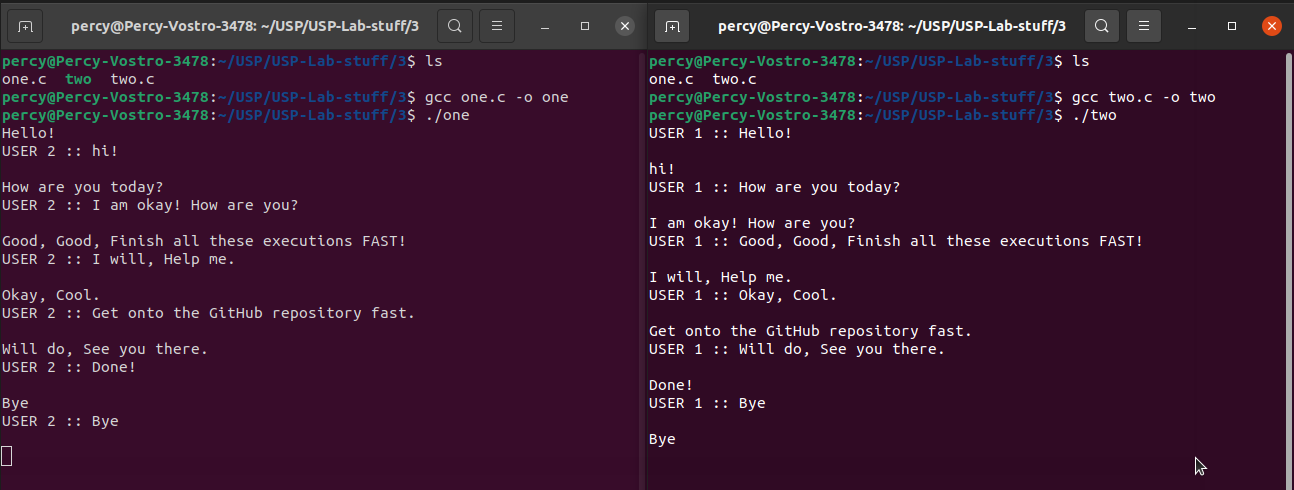 percy@Percy-Vostro-3478: ~/USP/USP-Lab-stuff/3
percy@Percy-Vostro-3478:~/USP/USP-Lab-stuff/3$ ls
one.c  two  two.c
percy@Percy-Vostro-3478:~/USP/USP-Lab-stuff/3$ gcc one.c -o one
percy@Percy-Vostro-3478:~/USP/USP-Lab-stuff/3$ ./one
Hello!
USER 2 :: hi!
How are you today?
USER 2 :: I am okay! How are you?
Good, Good, Finish all these executions FAST!
USER 2 :: I will, Help me.
Okay, Cool.
USER 2 :: Get onto the GitHub repository fast.
Will do, See you there.
USER 2 :: Done!
Bye
USER 2 :: Bye
percy@Percy-Vostro-3478: ~/USP/USP-Lab-stuff/3
percy@Percy-Vostro-3478:~/USP/USP-Lab-stuff/3$ ls
one.c  two.c
percy@Percy-Vostro-3478:~/USP/USP-Lab-stuff/3$ gcc two.c -o two
percy@Percy-Vostro-3478:~/USP/USP-Lab-stuff/3$ ./two
USER 1 :: Hello!
hi!
USER 1 :: How are you today?
I am okay! How are you?
USER 1 :: Good, Good, Finish all these executions FAST!
I will, Help me.
USER 1 :: Okay, Cool.
Get onto the GitHub repository fast.
USER 1 :: Will do, See you there.
Done!
USER 1 :: Bye
Bye